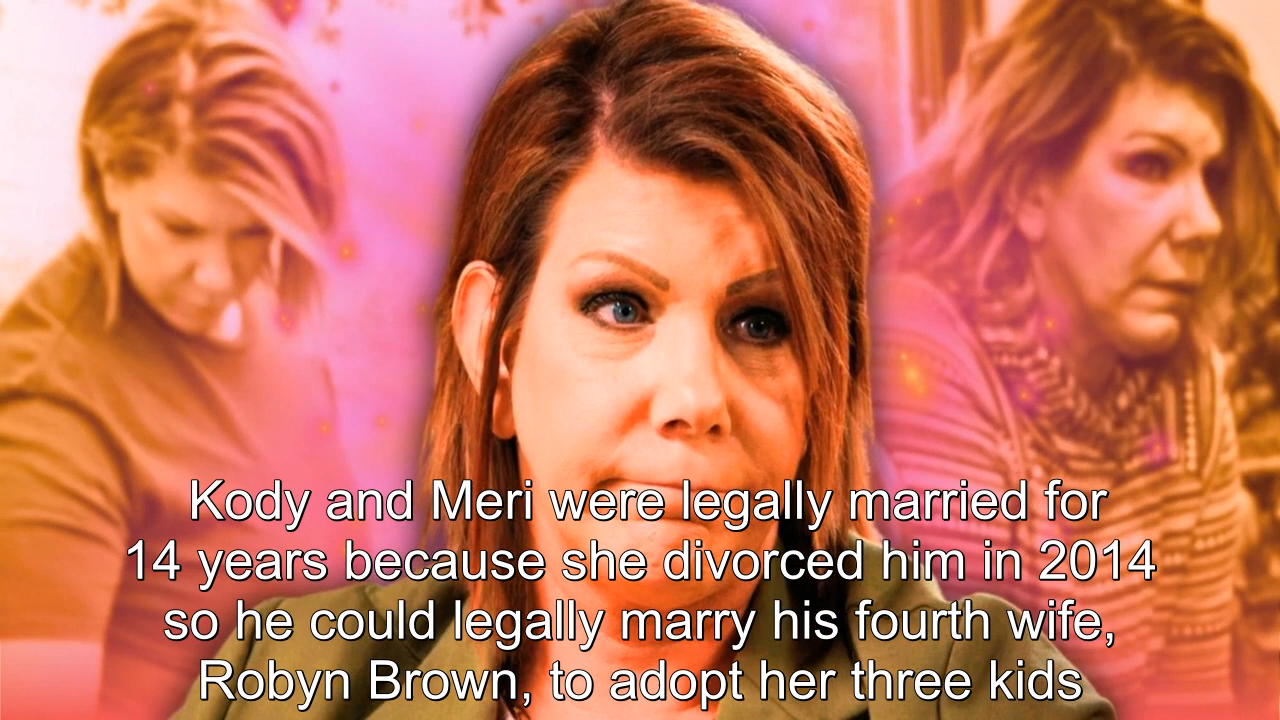 Kody and Meri were legally married for
14 years because she divorced him in 2014
so he could legally marry his fourth wife,
Robyn Brown, to adopt her three kids